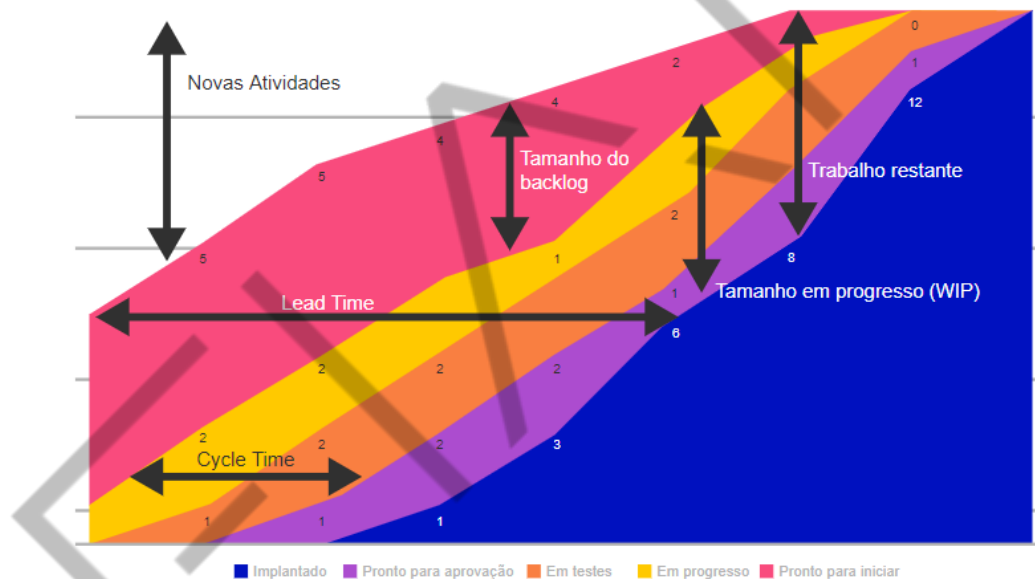 Novas Atividades
0
2
1
4
12
4
Tamanho do
backlog
5
Trabalho restante
2
5
1
8
1
Tamanho em progresso (WIP)
Lead Time
6
2
2
2
2
2
2
3
Cycle Time
1
1
1
Implantado
Pronto para aprovação
Em testes
Em progresso
Pronto para iniciar